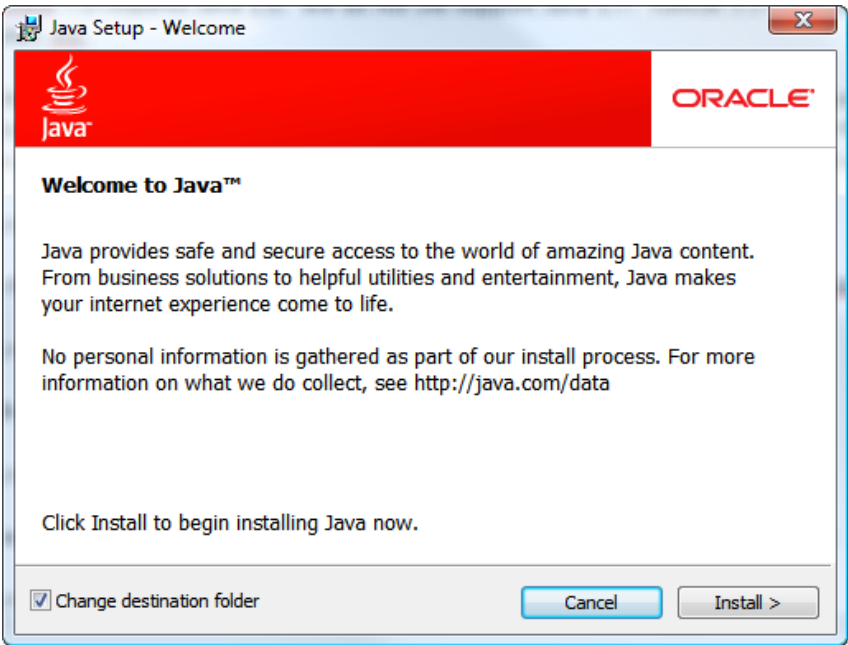 Java Setup - Welcome
Java™
ORACLE®
Welcome to Java™
Java provides safe and secure access to the world of amazing Java content.
From business solutions to helpful utilities and entertainment, Java makes
your internet experience come to life.
No personal information is gathered as part of our install process. For more
information on what we do collect, see http://java.com/data
Click Install to begin installing Java now.
Change destination folder
Cancel
Install >